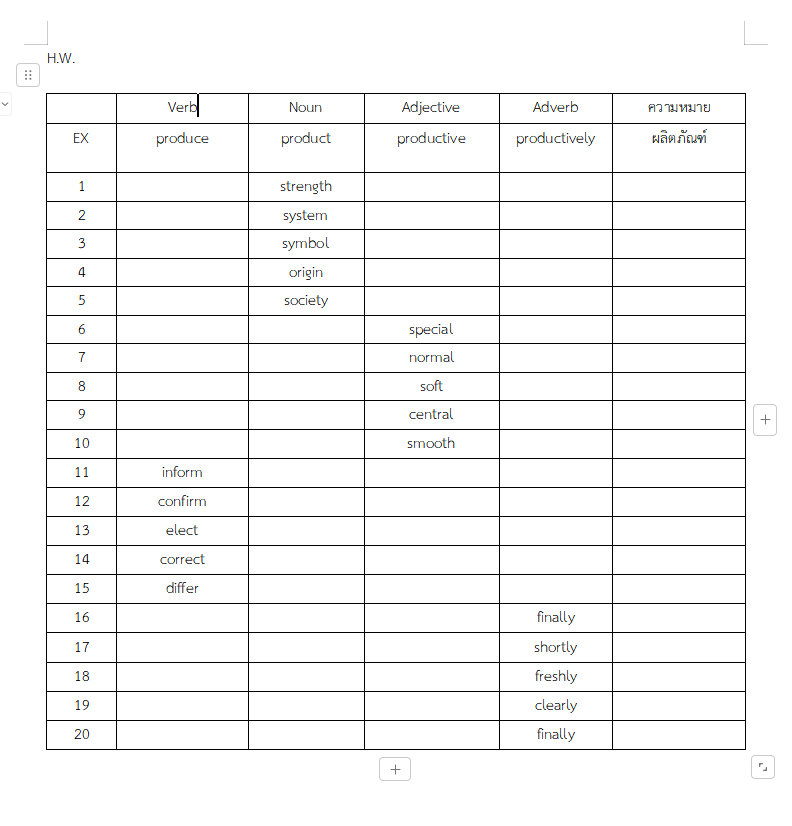 H.W.
Verb Noun Adjective Adverb ความหมาย
EX produce product productive productively ผลิตภัณฑ์
1 strength
2 system
3 symbol
4 origin
5 society
6 special
7 normal
8 soft
9 central
10 smooth
11 inform
12 confirm
13 elect
14 correct
15 differ
16 finally
17 shortly
18 freshly
19 clearly
20 finally